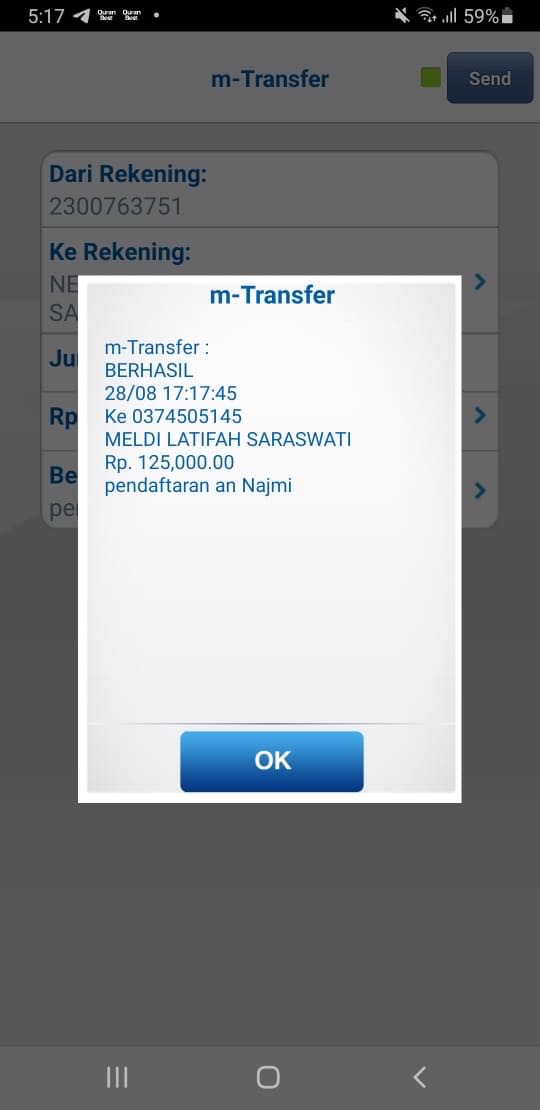 5:17 Quran Best Quran Best 59%
m-Transfer
Send
Dari Rekening:
2300763751
Ke Rekening:
NE
SA
Rp
Be
m-Transfer
m-Transfer :
BERHASIL
28/08 17:17:45
Ke 0374505145
MELDI LATIFAH SARASWATI
Rp. 125,000.00
pendaftaran an Najmi
OK